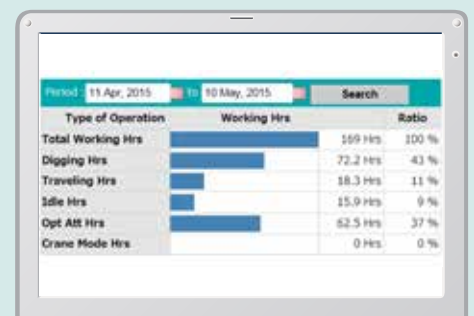 Period : 11 Apr, 2015 to 10 May, 2015 Search
Type of Operation Working Hrs Ratio
Total Working Hrs 169 Hrs 100 %
Digging Hrs 72.2 Hrs 43 %
Traveling Hrs 18.3 Hrs 11 %
Idle Hrs 15.9 Hrs 9 %
Opt Att Hrs 62.5 Hrs 37 %
Crane Mode Hrs 0 Hrs 0 %